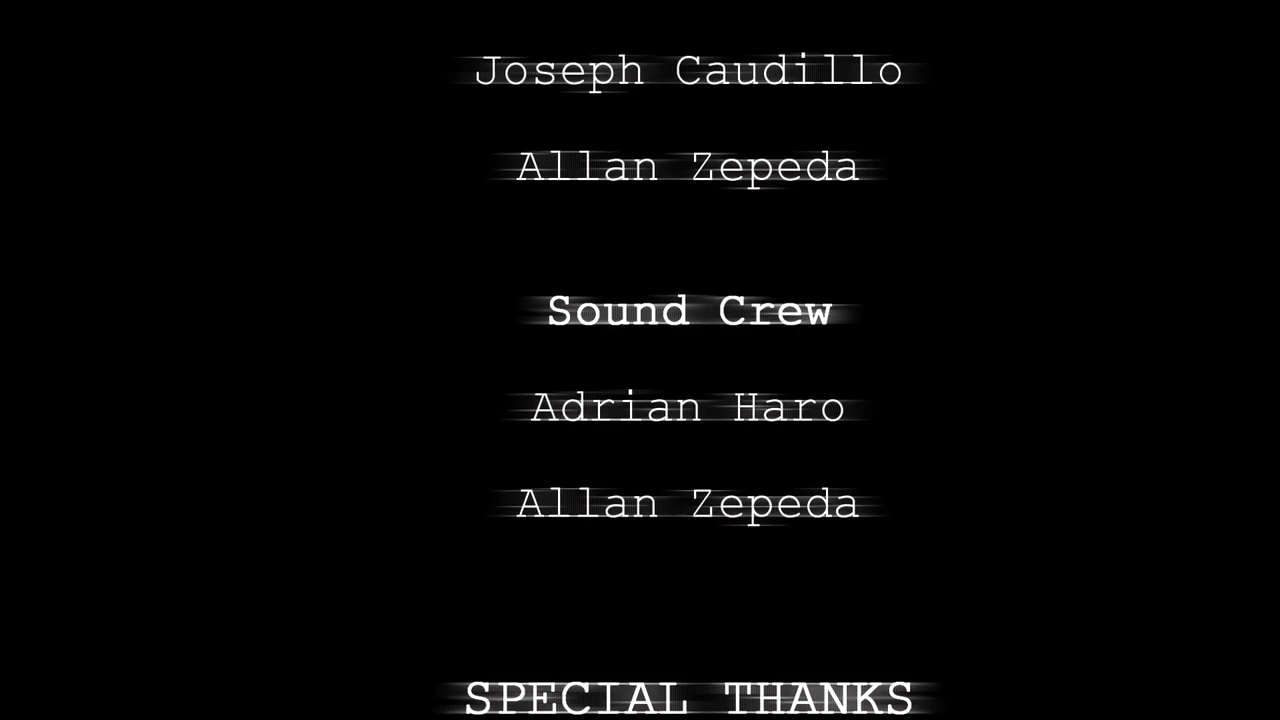 Joseph Caudillo
Allan Zepeda
Sound Crew
Adrian Haro
Allan Zepeda
SPECIAL THANKS